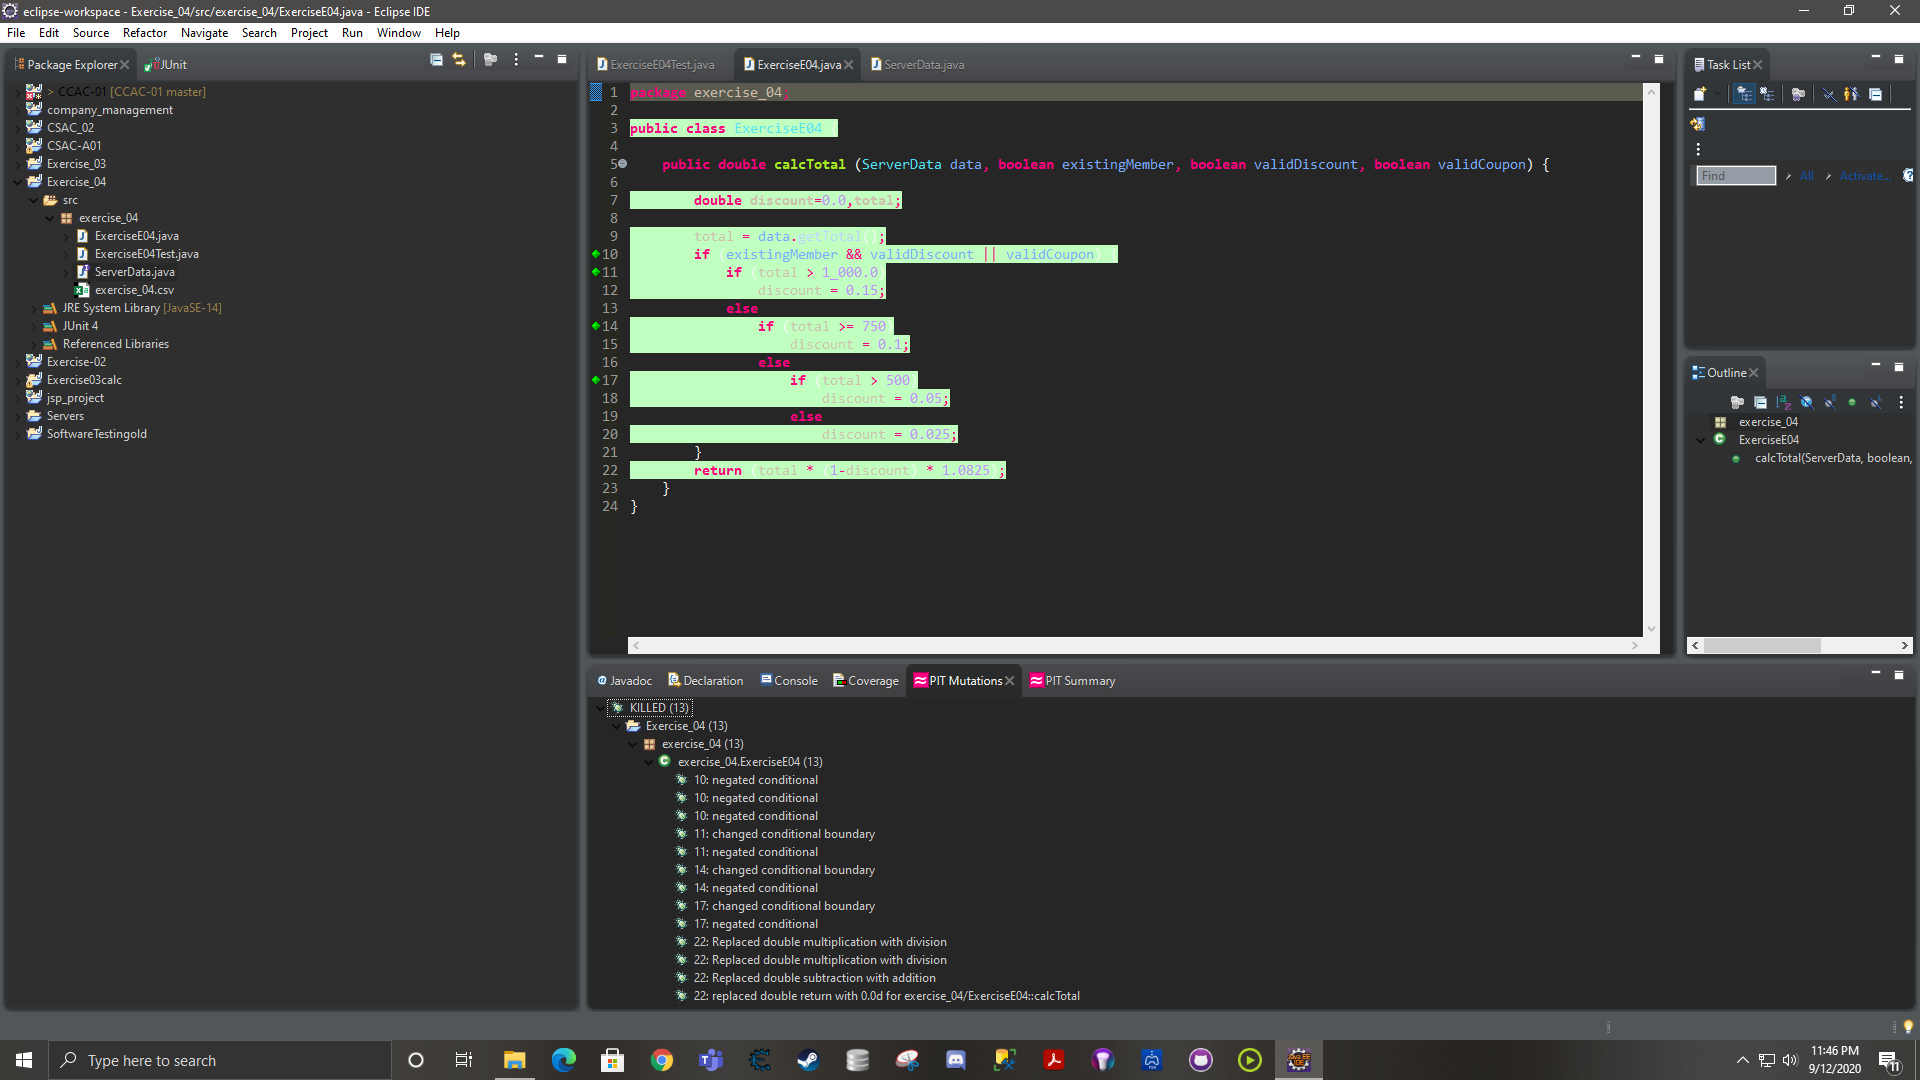 eclipse-workspace - Exercise_04/src/exercise_04/ExerciseE04.java - Eclipse IDE
File Edit Source Refactor Navigate Search Project Run Window Help
Package Explorer JUnit
> CCAC-01 [CCAC-01 master]
company_management
CSAC_02
CSAC-A01
Exercise_03
Exercise_04
src
exercise_04
ExerciseE04.java
ExerciseE04Test.java
ServerData.java
exercise_04.csv
JRE System Library [JavaSE-14]
JUnit 4
Referenced Libraries
Exercise-02
Exercise03calc
jsp_project
Servers
SoftwareTestingold
ExerciseE04Test.java ExerciseE04.java ServerData.java
1 package exercise_04;
2
3 public class ExerciseE04 {
4
5 public double calcTotal (ServerData data, boolean existingMember, boolean validDiscount, boolean validCoupon) {
6
7 double discount=0.0,total;
8
9 total = data.getTotal();
10 if (existingMember && validDiscount || validCoupon) {
11 if (total > 1_000.0)
12 discount = 0.15;
13 else
14 if (total >= 750)
15 discount = 0.1;
16 else
17 if (total > 500)
18 discount = 0.05;
19 else
20 discount = 0.025;
21 }
22 return (total * (1-discount) * 1.0825);
23 }
24 }
Task List
Find All Activate...
Outline
exercise_04
ExerciseE04
calcTotal(ServerData, boolean,
Javadoc Declaration Console Coverage PIT Mutations PIT Summary
KILLED (13)
Exercise_04 (13)
exercise_04 (13)
exercise_04.ExerciseE04 (13)
10: negated conditional
10: negated conditional
10: negated conditional
11: changed conditional boundary
11: negated conditional
14: changed conditional boundary
14: negated conditional
17: changed conditional boundary
17: negated conditional
22: Replaced double multiplication with division
22: Replaced double multiplication with division
22: Replaced double subtraction with addition
22: replaced double return with 0.0d for exercise_04/ExerciseE04::calcTotal
Type here to search
11:46 PM
9/12/2020
11